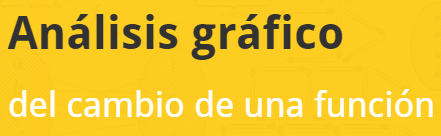 Análisis gráfico
del cambio de una función